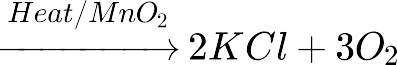 Heat/MnO₂
⟶ 2KCl + 3O₂